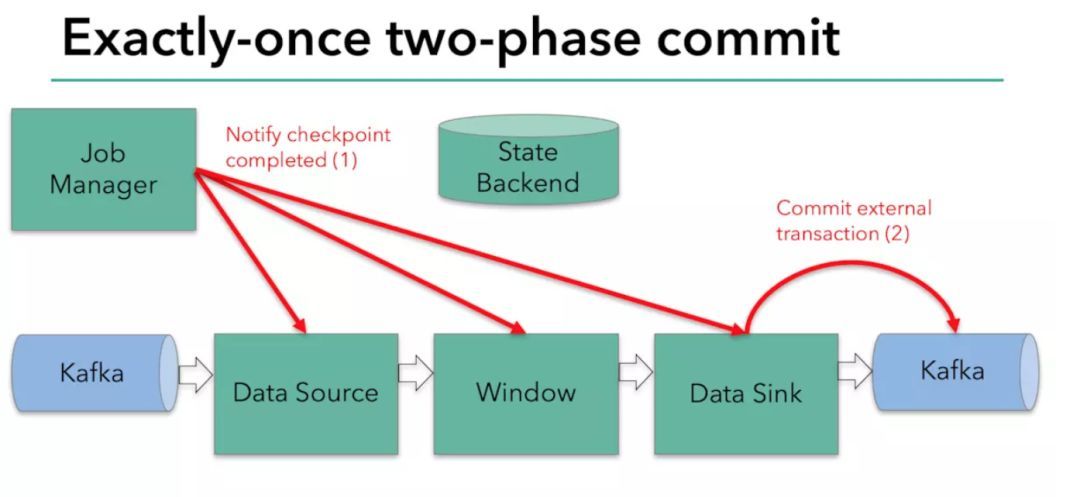 Exactly-once two-phase commit
Job
Manager
Notify checkpoint
completed (1)
State
Backend
Commit external
transaction (2)
Kafka
Data Source
Window
Data Sink
Kafka